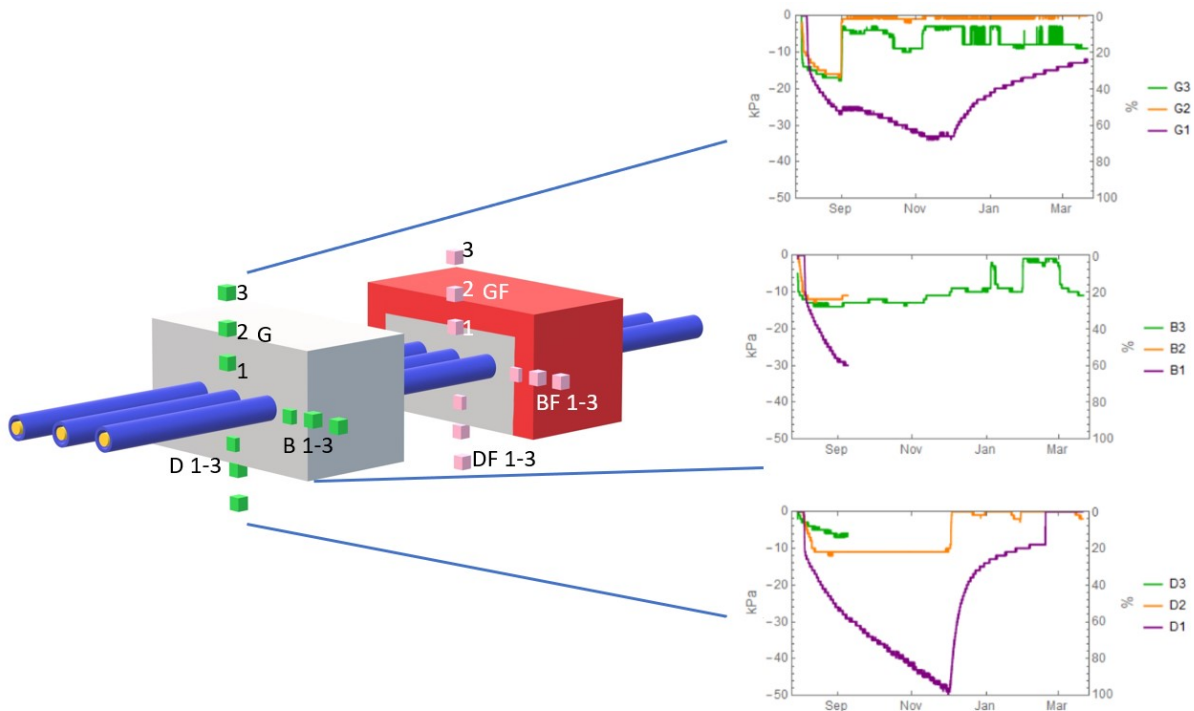 0
−10
−20
−30
−40
−50
kPa
0
20
40
60
80
100
%
Sep Nov Jan Mar
G3
G2
G1
3
2 G
1
3
2 GF
1
B 1-3
D 1-3
BF 1-3
DF 1-3
0
−10
−20
−30
−40
−50
kPa
0
20
40
60
80
100
%
Sep Nov Jan Mar
B3
B2
B1
0
−10
−20
−30
−40
−50
kPa
0
20
40
60
80
100
%
Sep Nov Jan Mar
D3
D2
D1